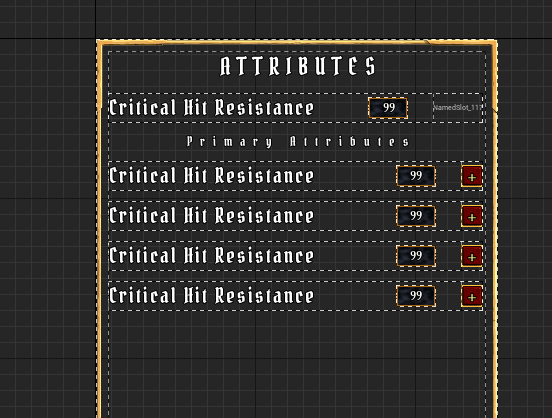 ATTRIBUTES
Critical Hit Resistance 99 NamedSlot_117
Primary Attributes
Critical Hit Resistance 99 +
Critical Hit Resistance 99 +
Critical Hit Resistance 99 +
Critical Hit Resistance 99 +